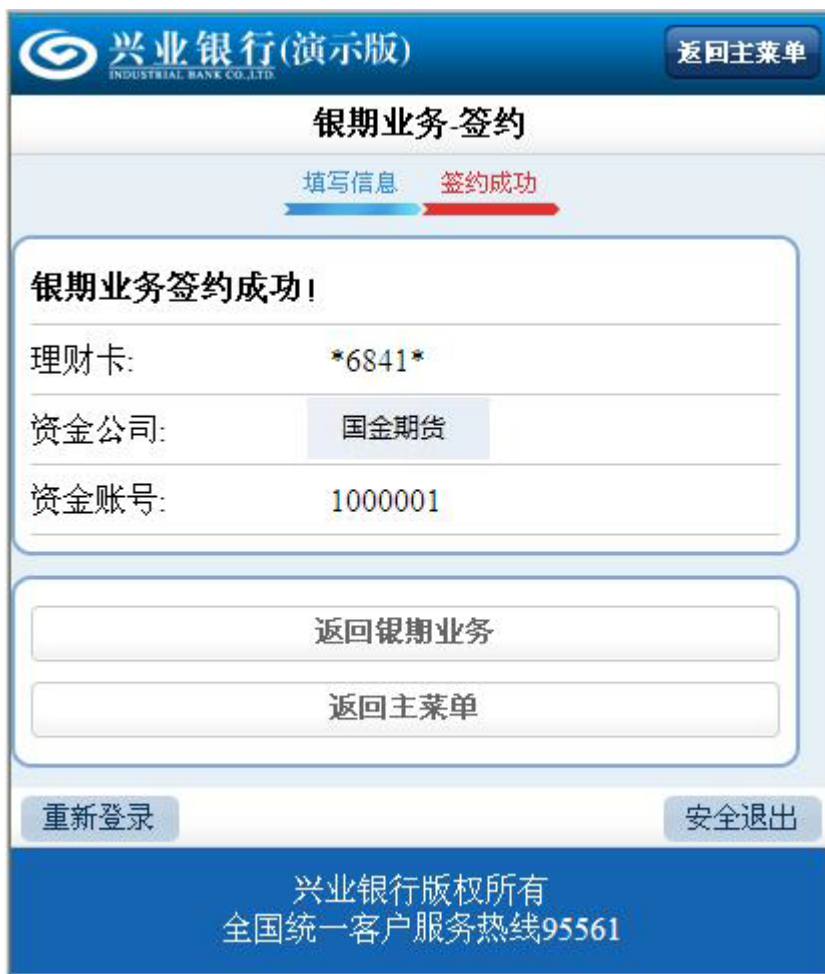 兴业银行(演示版)
INDUSTRIAL BANK CO.,LTD.
返回主菜单
银期业务-签约
填写信息 签约成功
银期业务签约成功!
理财卡: *6841*
资金公司: 国金期货
资金账号: 1000001
返回银期业务
返回主菜单
重新登录 安全退出
兴业银行版权所有
全国统一客户服务热线95561